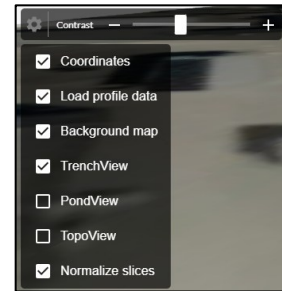 Contrast
Coordinates
Load profile data
Background map
TrenchView
PondView
TopoView
Normalize slices